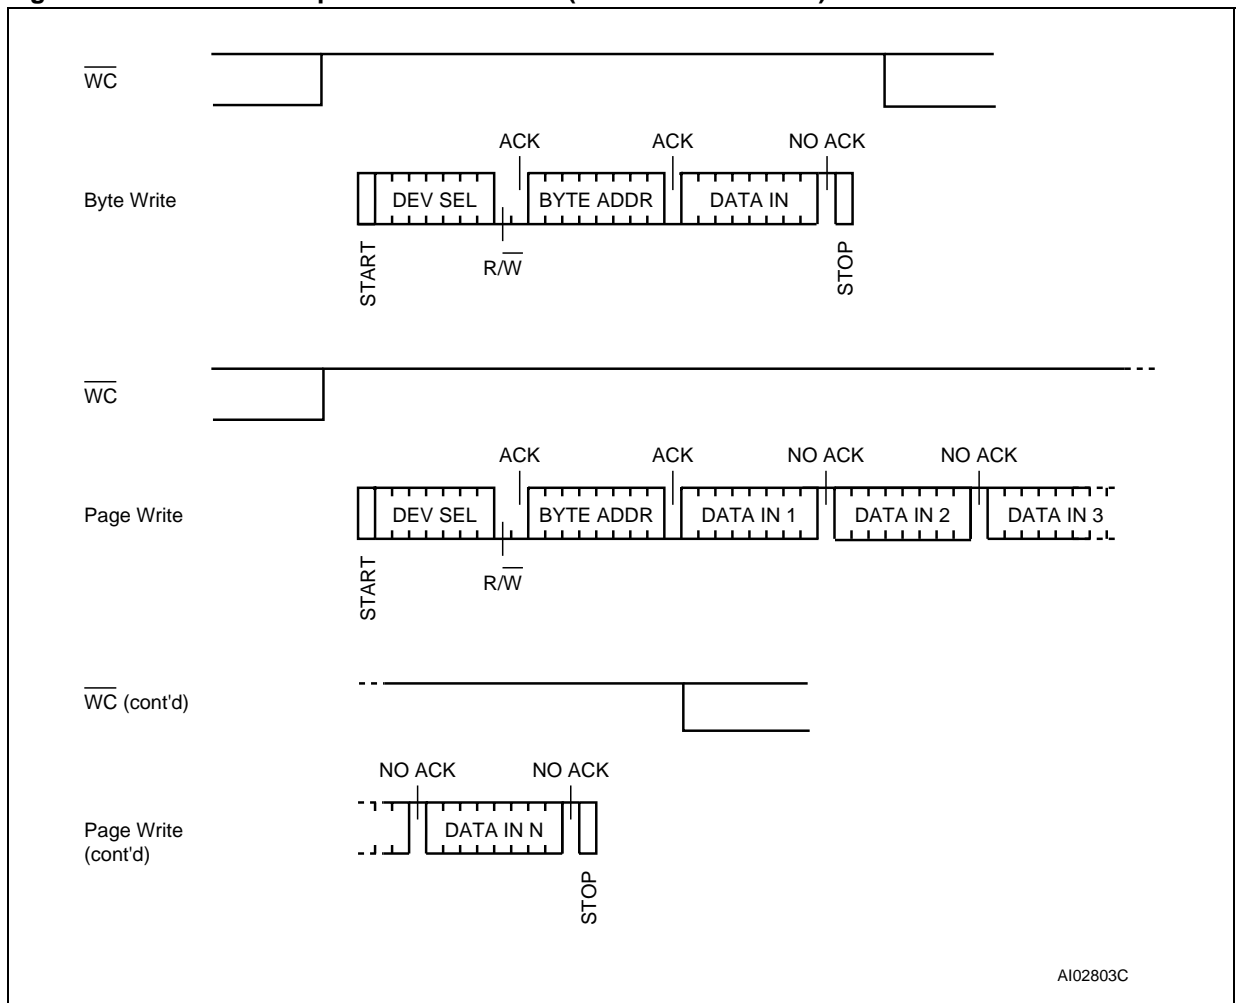 WC
ACK ACK NO ACK
Byte Write
DEV SEL BYTE ADDR DATA IN
START
R/W
STOP
WC
ACK ACK NO ACK NO ACK
Page Write
DEV SEL BYTE ADDR DATA IN 1 DATA IN 2 DATA IN 3
START
R/W
WC (cont'd)
NO ACK NO ACK
Page Write
(cont'd)
DATA IN N
STOP
AI02803C